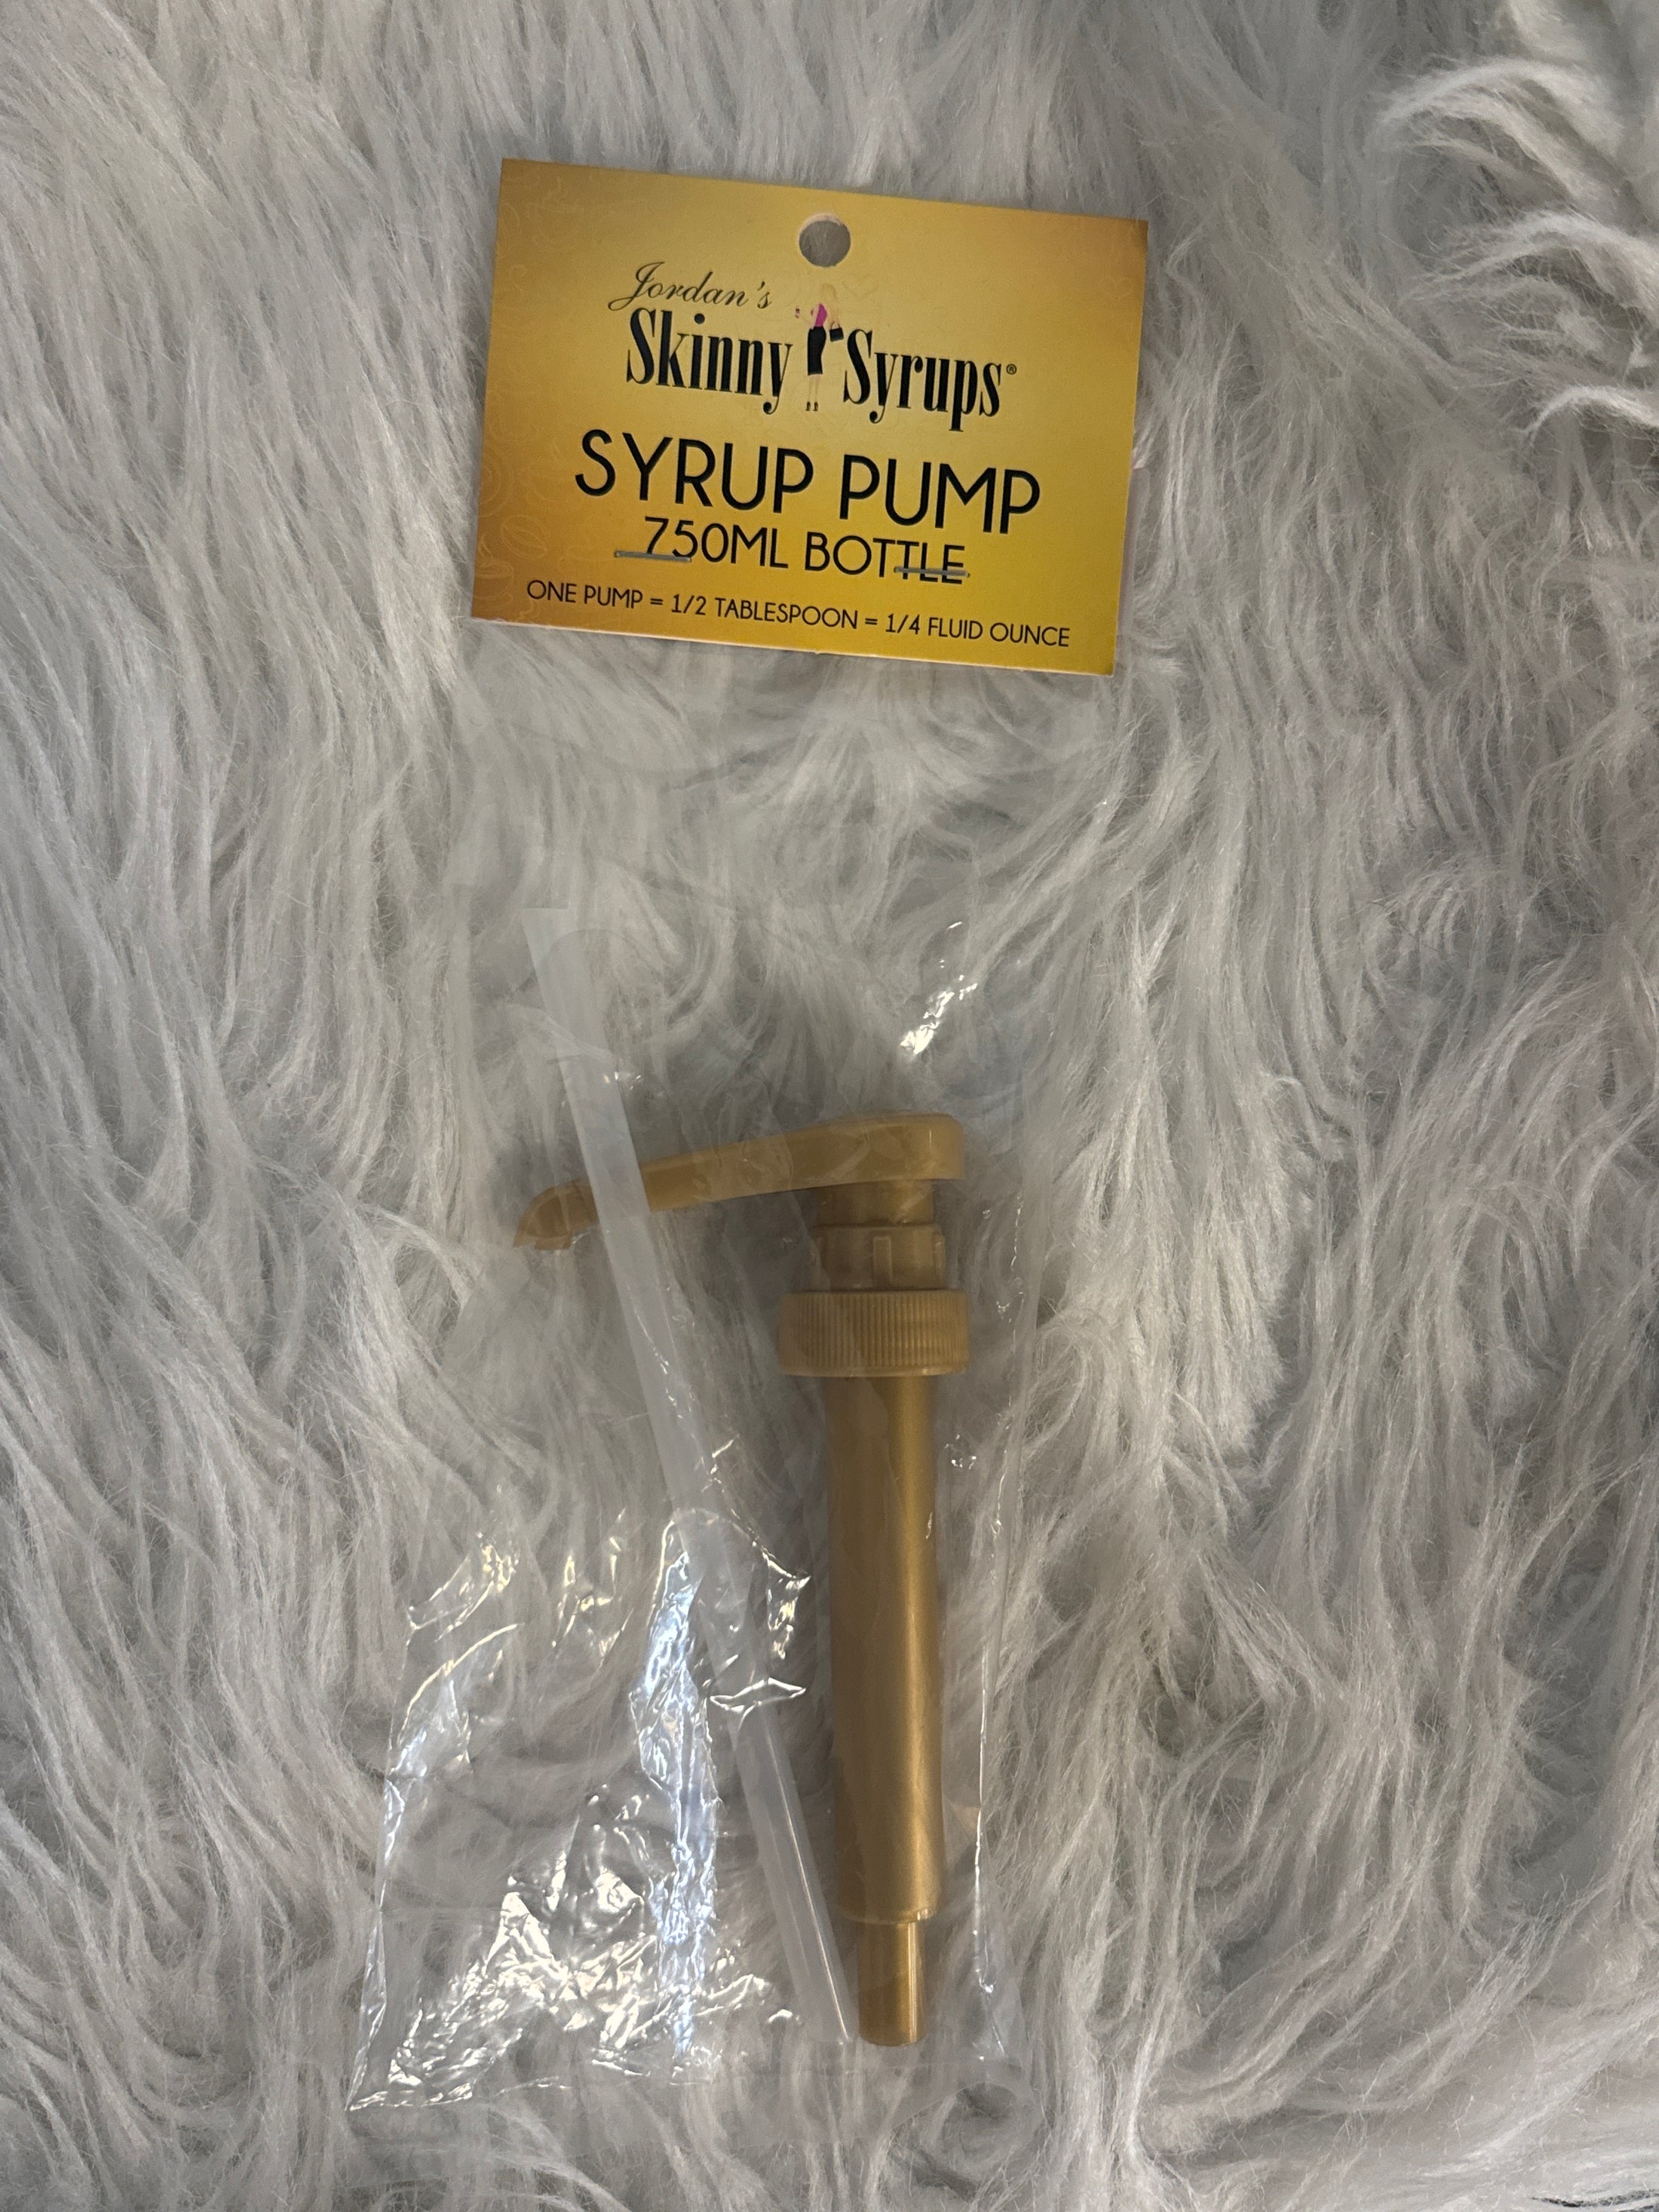 Jordan's
Skinny Syrups®
SYRUP PUMP
750ML BOTTLE
ONE PUMP = 1/2 TABLESPOON = 1/4 FLUID OUNCE